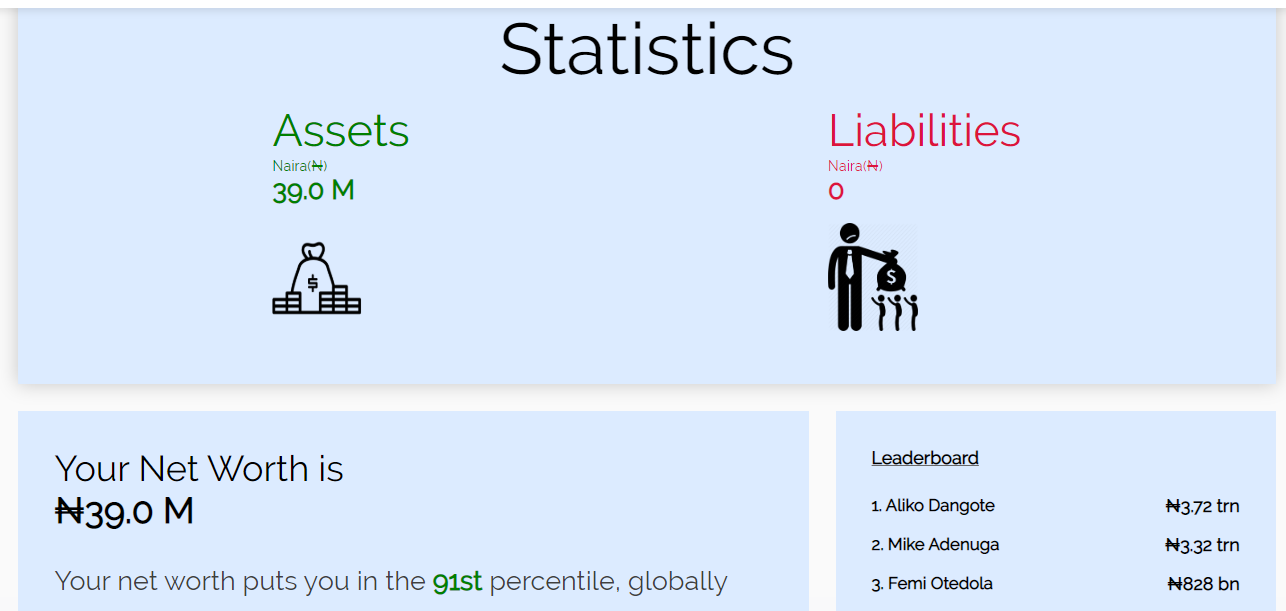 Statistics
Assets
Naira(₦)
39.0 M
Liabilities
Naira(₦)
0
$
$
Your Net Worth is
₦39.0 M
Your net worth puts you in the 91st percentile, globally
Leaderboard
1. Aliko Dangote ₦3.72 trn
2. Mike Adenuga ₦3.32 trn
3. Femi Otedola ₦828 bn